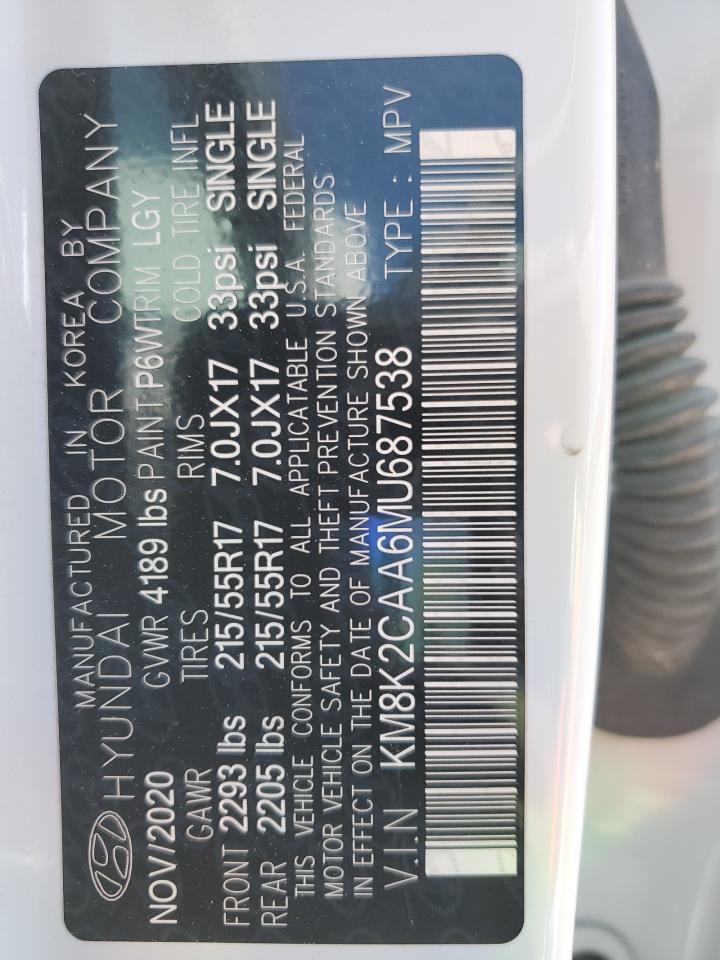 MANUFACTURED IN KOREA BY
HYUNDAI MOTOR COMPANY
NOV/2020 GVWR 4189 lbs PAINT P6WTRIM LGY
GAWR TIRES RIMS COLD TIRE INFL
FRONT 2293 lbs 215/55R17 7.0JX17 33psi SINGLE
REAR 2205 lbs 215/55R17 7.0JX17 33psi SINGLE
THIS VEHICLE CONFORMS TO ALL APPLICATABLE U.S.A. FEDERAL
MOTOR VEHICLE SAFETY AND THEFT PREVENTION STANDARDS
IN EFFECT ON THE DATE OF MANUFACTURE SHOWN ABOVE
V.I.N KM8K2CAA6MU687538 TYPE : MPV